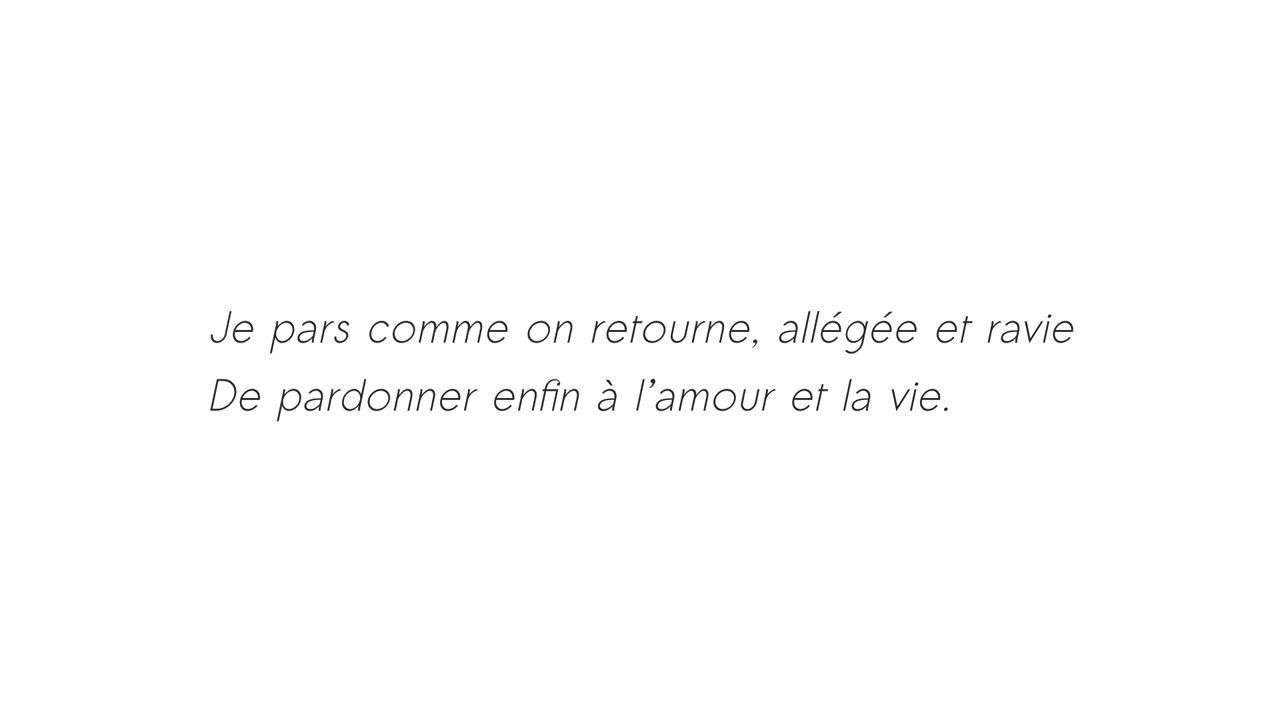 Je pars comme on retourne, allégée et ravie
De pardonner enfin à l’amour et la vie.